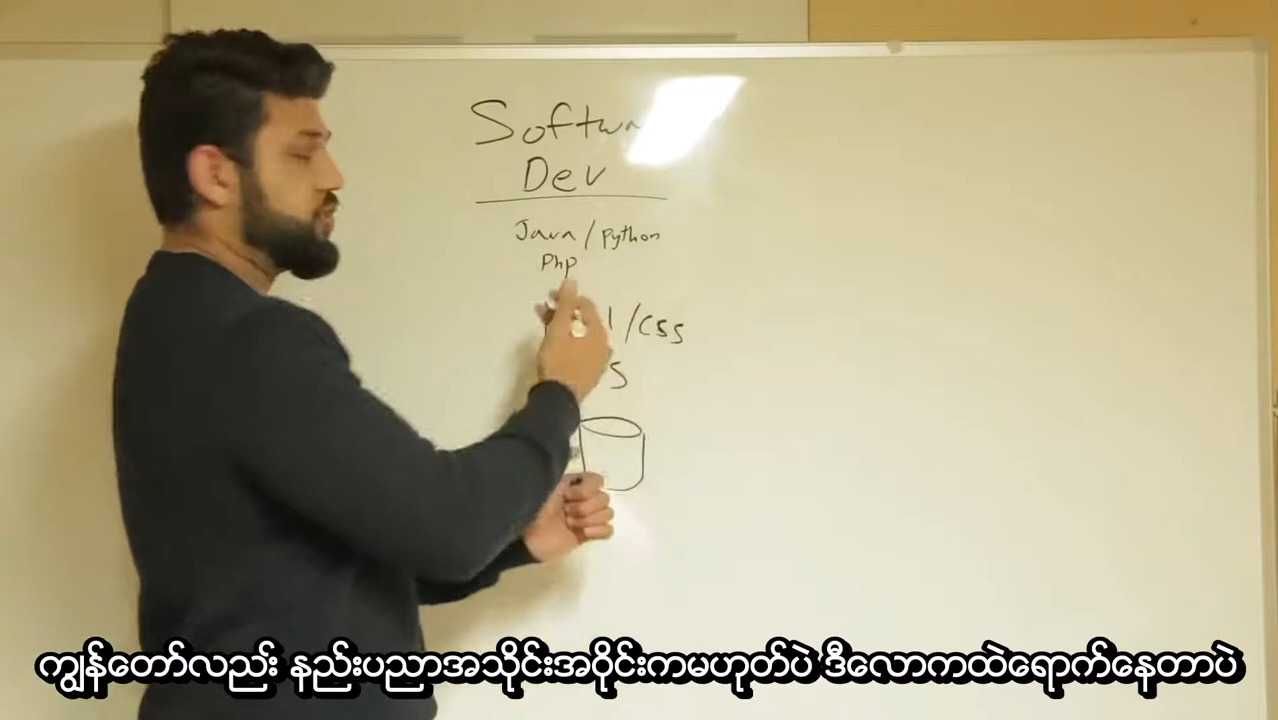 Softwa
Dev
Java / Python
Php
/ CSS
S
ကျွန်တော်လည်း နည်းပညာအသိုင်းအဝိုင်းကမဟုတ်ပဲ ဒီလောကထဲရောက်နေတာပဲ